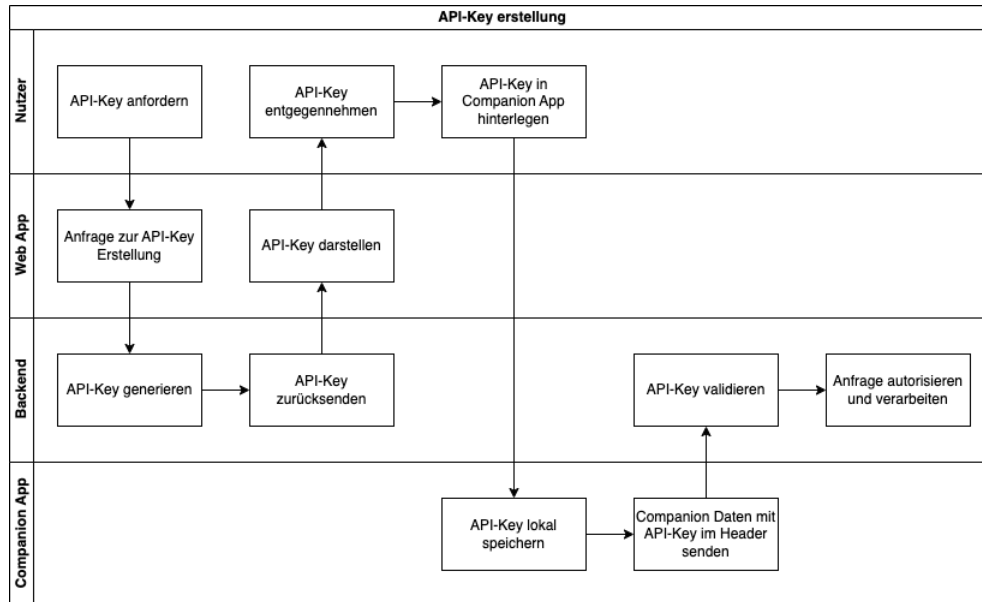 API-Key erstellung
Nutzer
API-Key anfordern
API-Key
entgegennehmen
API-Key in
Companion App
hinterlegen
Web App
Anfrage zur API-Key
Erstellung
API-Key darstellen
Backend
API-Key generieren
API-Key
zurücksenden
API-Key validieren
Anfrage autorisieren
und verarbeiten
Companion App
API-Key lokal
speichern
Companion Daten mit
API-Key im Header
senden